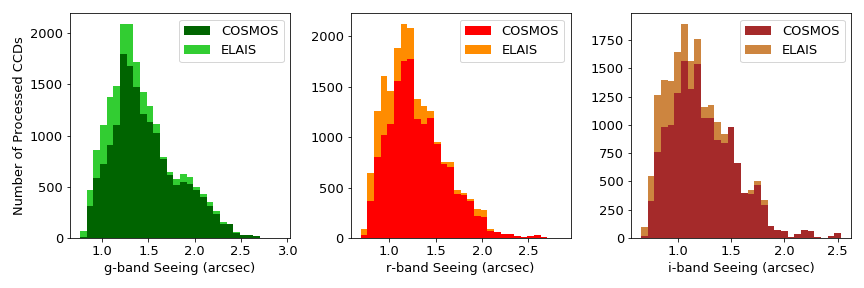 Number of Processed CCDs
2000
1500
1000
500
0
COSMOS
ELAIS
1.0 1.5 2.0 2.5 3.0
g-band Seeing (arcsec)
2000
1500
1000
500
0
COSMOS
ELAIS
1.0 1.5 2.0 2.5
r-band Seeing (arcsec)
1750
1500
1250
1000
750
500
250
0
COSMOS
ELAIS
1.0 1.5 2.0 2.5
i-band Seeing (arcsec)